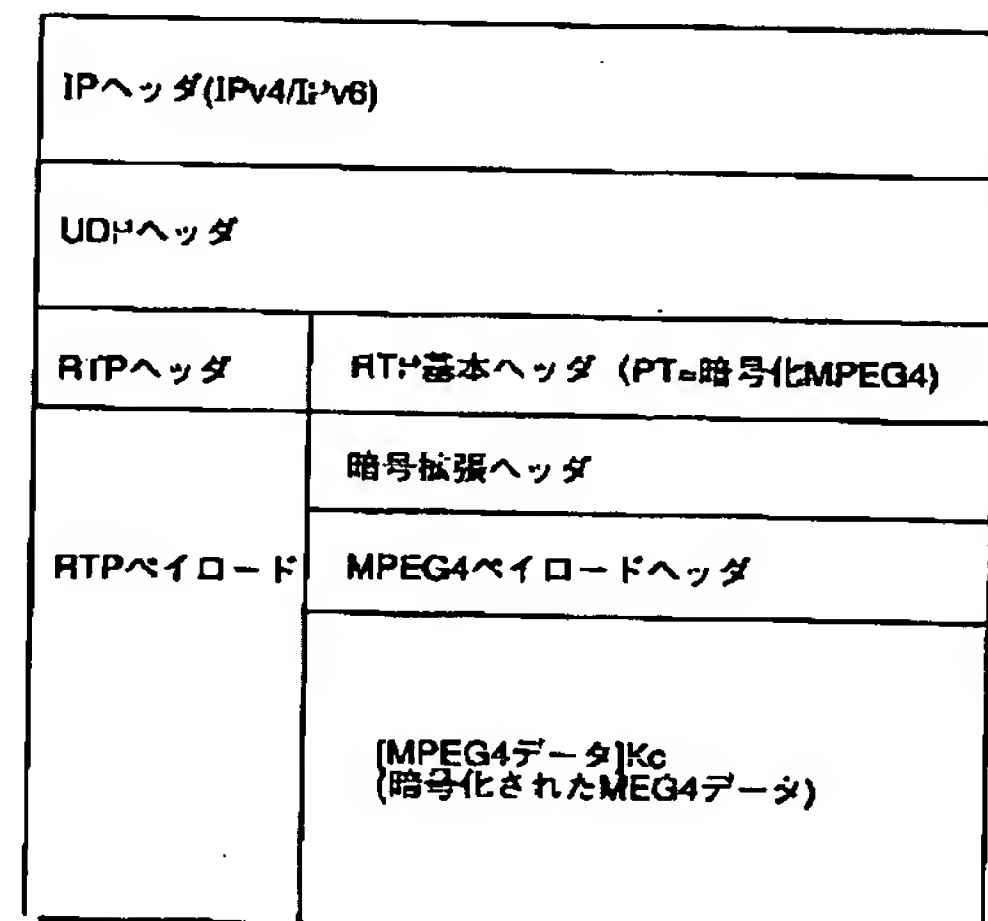 IPヘッダ(IPv4/IPv6)
UDPヘッダ
RTPヘッダ
RTP基本ヘッダ (PT=暗号化MPEG4)
暗号拡張ヘッダ
RTPペイロード
MPEG4ペイロードヘッダ
[MPEG4データ]Kc
(暗号化されたMEG4データ)